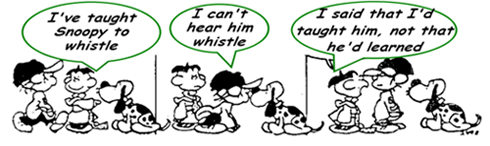 I've taught
Snoopy to
whistle
I can't
hear him
whistle
I said that I'd
taught him, not that
he'd learned